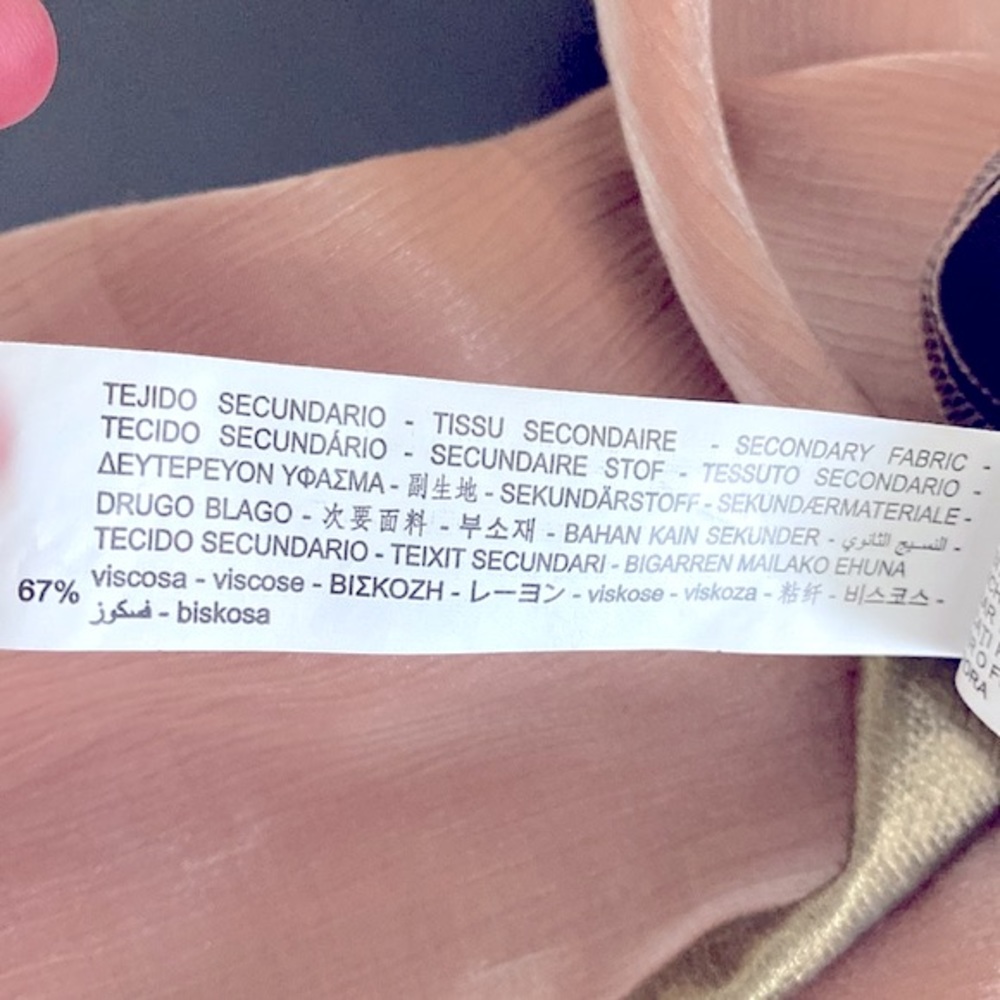 TEJIDO SECUNDARIO - TISSU SECONDAIRE - SECONDARY FABRIC -
TECIDO SECUNDÁRIO - SECUNDAIRE STOF - TESSUTO SECONDARIO -
ΔΕΥΤΕΡΕΥΟΝ ΥΦΑΣΜΑ - 副生地 - SEKUNDÄRSTOFF - SEKUNDÆRMATERIALE -
DRUGO BLAGO - 次要面料 - 부소재 - BAHAN KAIN SEKUNDER - النسيج الثانوي -
TECIDO SECUNDARIO - TEIXIT SECUNDARI - BIGARREN MAILAKO EHUNA
67% viscosa - viscose - ΒΙΣΚΟΖΗ - レーヨン - viskose - viskoza - 粘纤 - 비스코스 -
فسكوز - biskosa